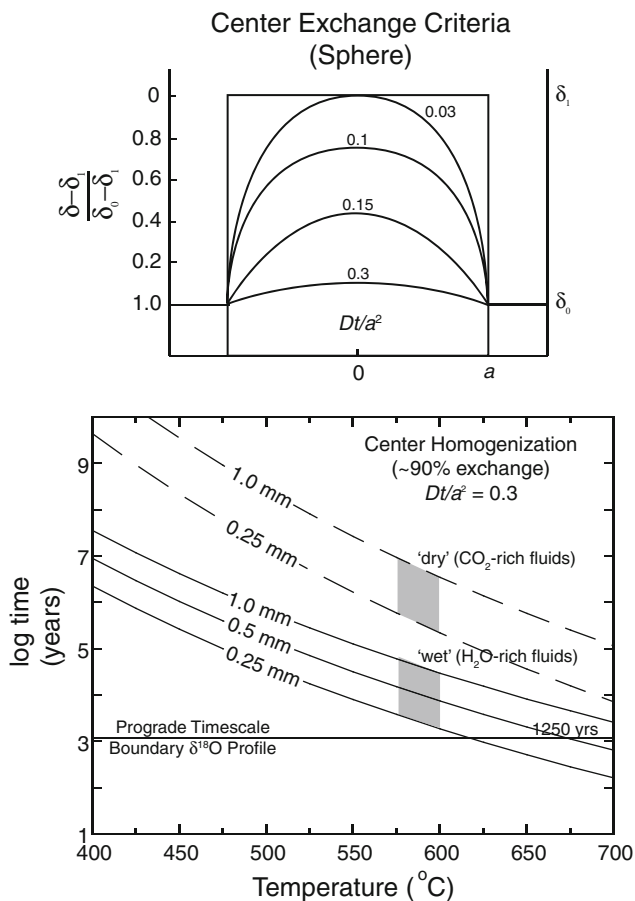 Center Exchange Criteria
(Sphere)
δ–δ₁
δ₀–δ₁
0
0.8
0.6
0.4
0.2
1.0
0.03
0.1
0.15
0.3
Dt/a²
δ₁
δ₀
0
a
Center Homogenization
(~90% exchange)
Dt/a² = 0.3
1.0 mm
0.25 mm
'dry' (CO₂-rich fluids)
1.0 mm
0.5 mm
0.25 mm
'wet' (H₂O-rich fluids)
1250 yrs
Prograde Timescale
Boundary δ¹⁸O Profile
log time
(years)
9
7
5
3
1
400 450 500 550 600 650 700
Temperature (°C)